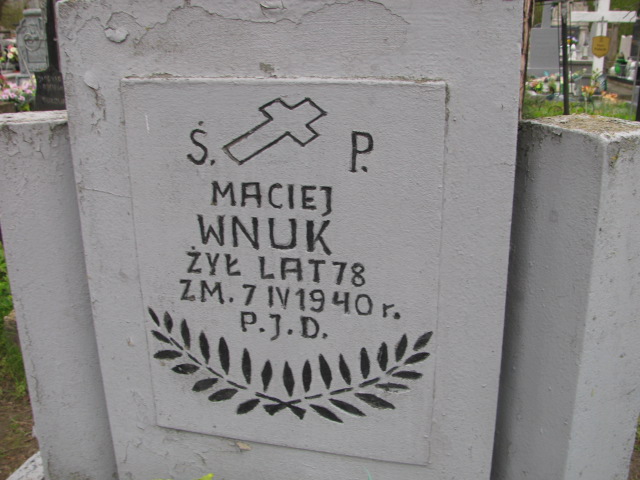 Ś. P.
MACIEJ
WNUK
ŻYŁ LAT 78
ZM. 7 IV 1940 r.
P.J.D.